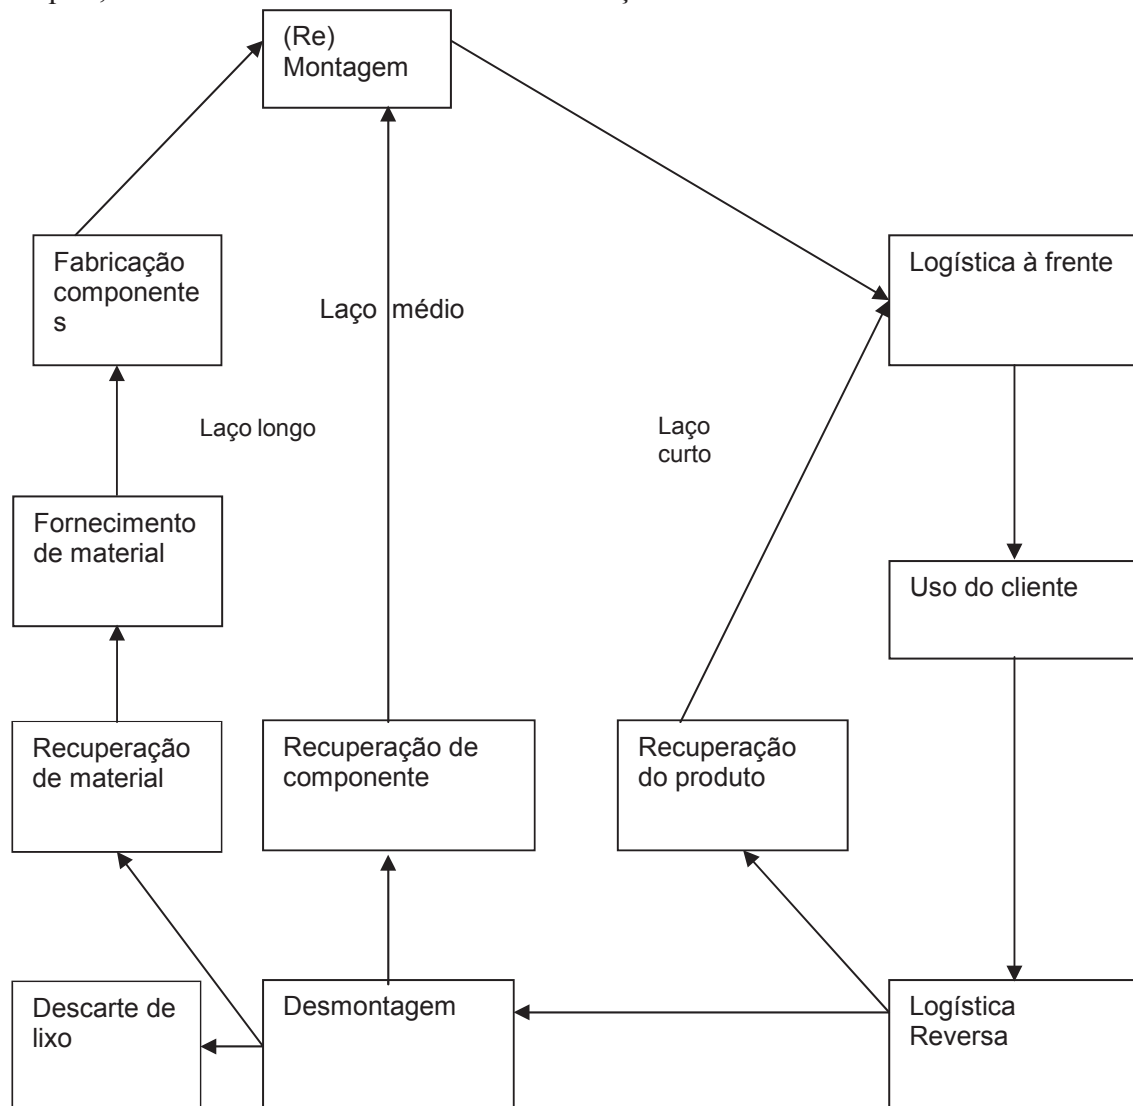 (Re)
Montagem
Fabricação
componente
s
Logística à frente
Laço médio
Laço longo
Laço
curto
Fornecimento
de material
Uso do cliente
Recuperação
de material
Recuperação de
componente
Recuperação
do produto
Descarte de
lixo
Desmontagem
Logística
Reversa